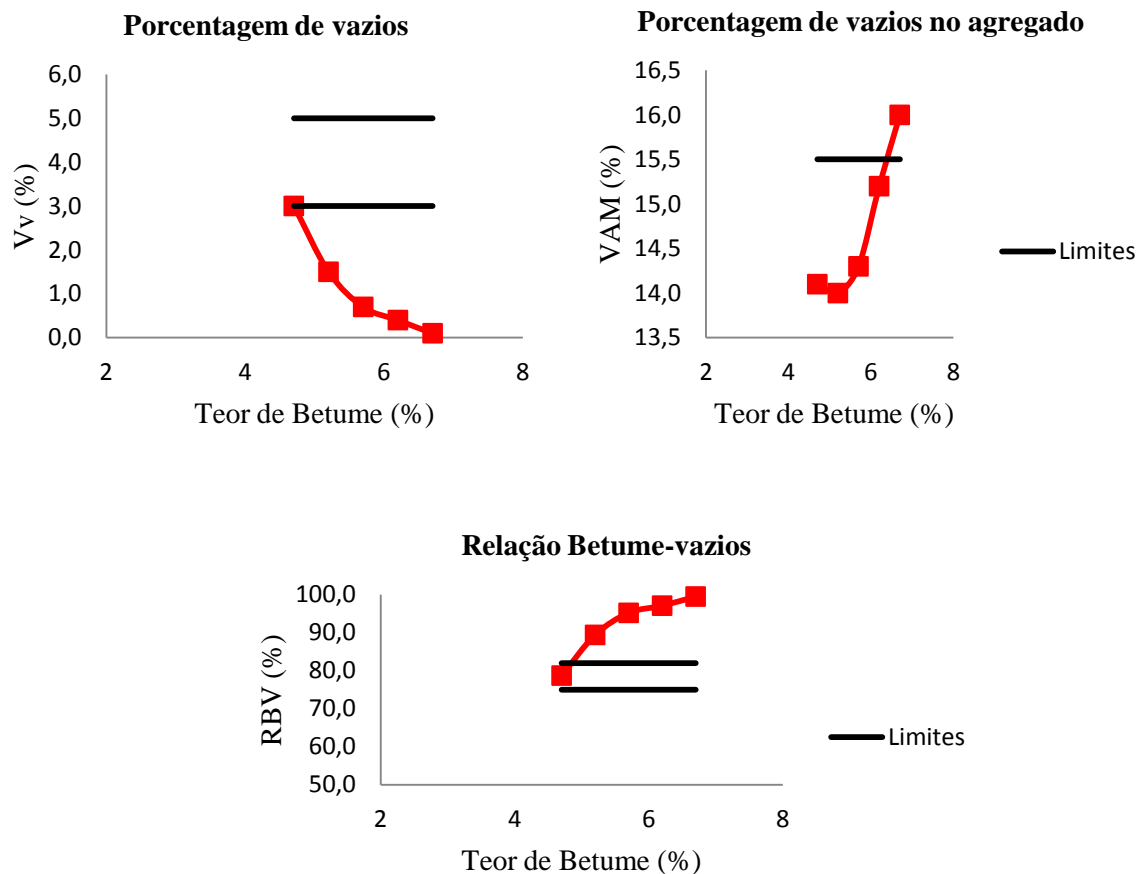 Porcentagem de vazios
6,0
5,0
4,0
3,0
2,0
1,0
0,0
Vv (%)
2 4 6 8
Teor de Betume (%)
Porcentagem de vazios no agregado
16,5
16,0
15,5
15,0
14,5
14,0
13,5
VAM (%)
2 4 6 8
Teor de Betume (%)
Limites
Relação Betume-vazios
100,0
90,0
80,0
70,0
60,0
50,0
RBV (%)
2 4 6 8
Teor de Betume (%)
Limites